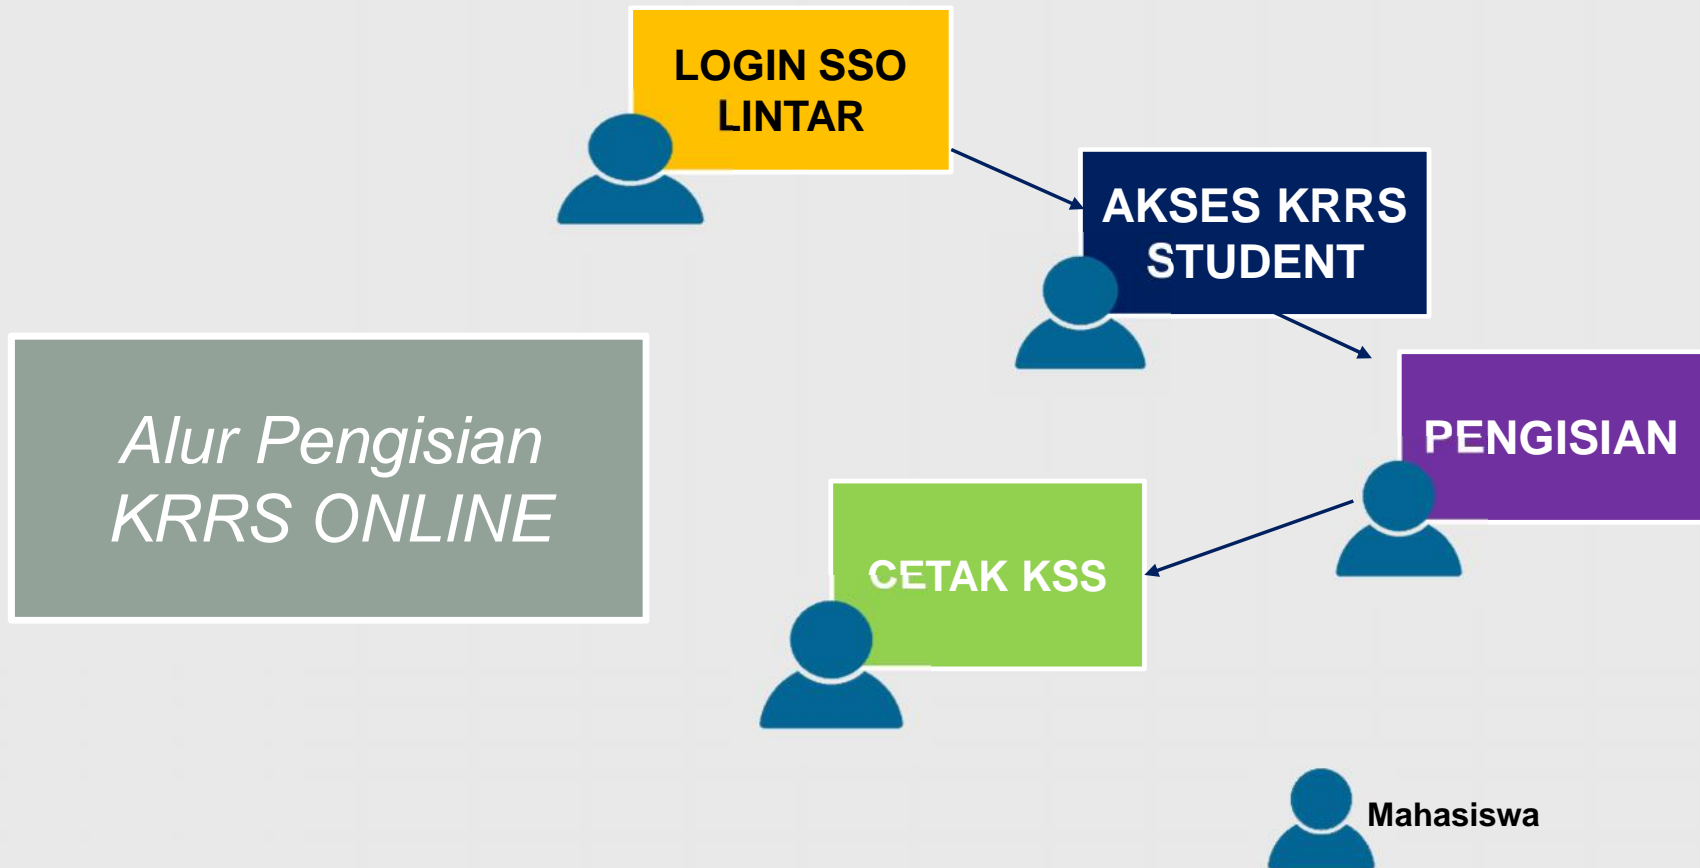 LOGIN SSO
LINTAR
AKSES KRRS
STUDENT
Alur Pengisian
KRRS ONLINE
PENGISIAN
CETAK KSS
Mahasiswa